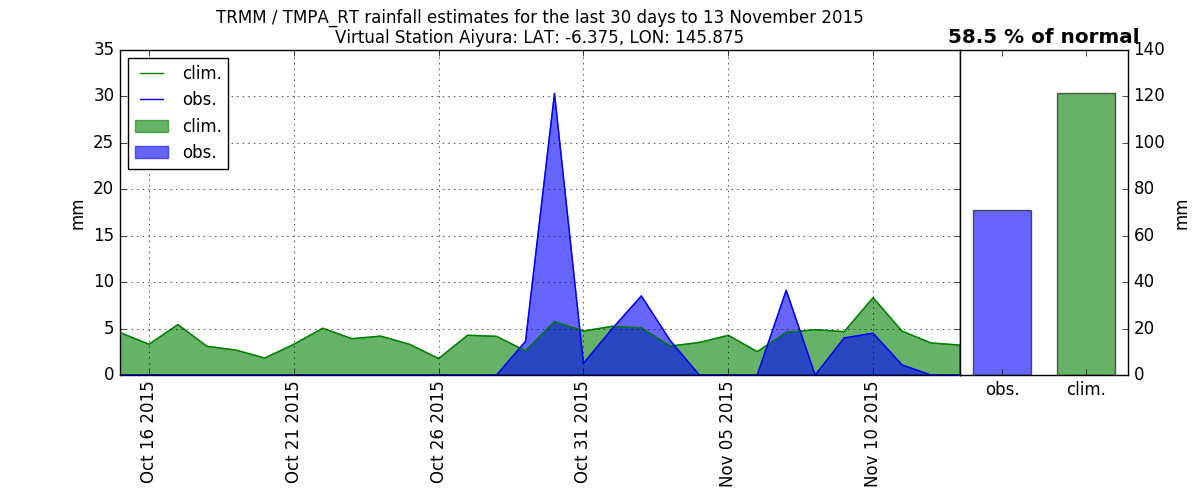 TRMM / TMPA_RT rainfall estimates for the last 30 days to 13 November 2015
Virtual Station Aiyura: LAT: -6.375, LON: 145.875
58.5 % of normal
clim.
obs.
clim.
obs.
35
30
25
20
15
10
5
0
mm
Oct 16 2015
Oct 21 2015
Oct 26 2015
Oct 31 2015
Nov 05 2015
Nov 10 2015
140
120
100
80
60
40
20
0
mm
obs.
clim.